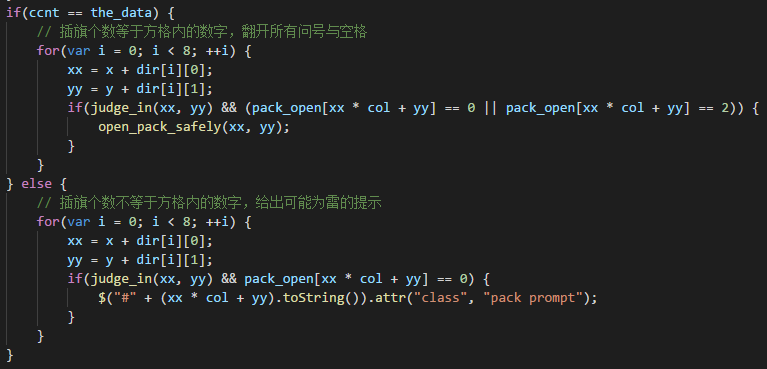 if(ccnt == the_data) {
    // 插旗个数等于方格内的数字，翻开所有问号与空格
    for(var i = 0; i < 8; ++i) {
        xx = x + dir[i][0];
        yy = y + dir[i][1];
        if(judge_in(xx, yy) && (pack_open[xx * col + yy] == 0 || pack_open[xx * col + yy] == 2)) {
            open_pack_safely(xx, yy);
        }
    }
} else {
    // 插旗个数不等于方格内的数字，给出可能为雷的提示
    for(var i = 0; i < 8; ++i) {
        xx = x + dir[i][0];
        yy = y + dir[i][1];
        if(judge_in(xx, yy) && pack_open[xx * col + yy] == 0) {
            $("#" + (xx * col + yy).toString()).attr("class", "pack prompt");
        }
    }
}